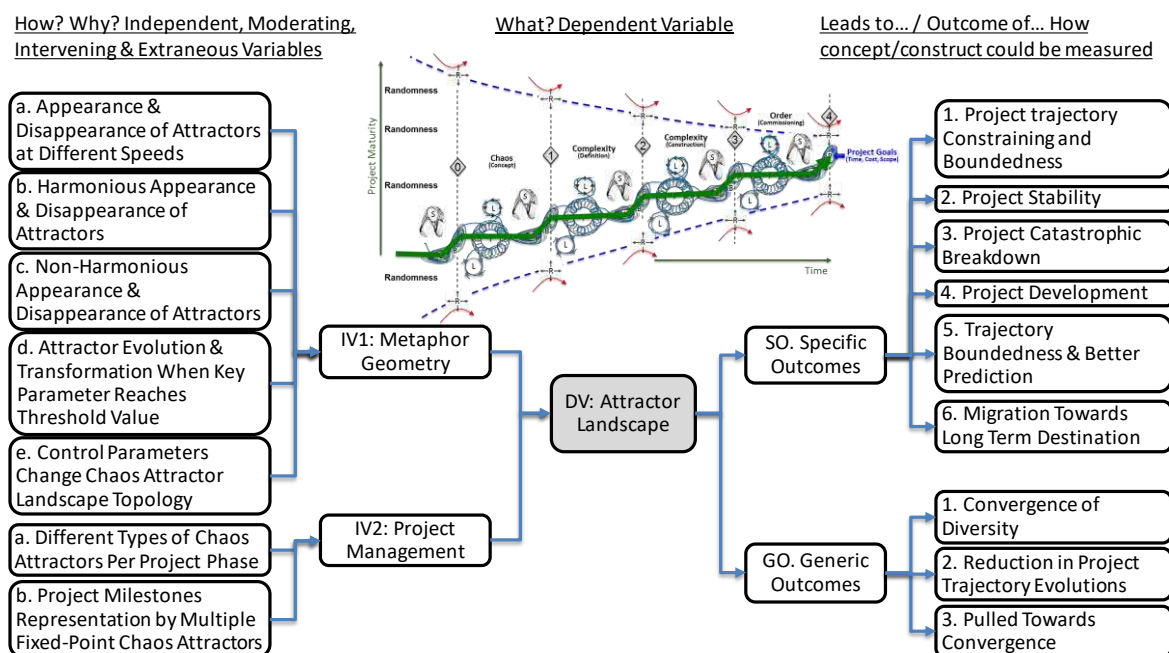 How? Why? Independent, Moderating,
Intervening & Extraneous Variables
What? Dependent Variable
Leads to... / Outcome of... How
concept/construct could be measured
a. Appearance &
Disappearance of Attractors
at Different Speeds
b. Harmonious Appearance
& Disappearance of
Attractors
c. Non-Harmonious
Appearance &
Disappearance of Attractors
d. Attractor Evolution &
Transformation When Key
Parameter Reaches
Threshold Value
e. Control Parameters
Change Chaos Attractor
Landscape Topology
a. Different Types of Chaos
Attractors Per Project Phase
b. Project Milestones
Representation by Multiple
Fixed-Point Chaos Attractors
IV1: Metaphor
Geometry
IV2: Project
Management
Project Maturity
Randomness
Randomness
Randomness
Randomness
R
R
R
R
R
0
1
2
3
4
Chaos
(Concept)
Complexity
(Definition)
Complexity
(Construction)
Order
(Commissioning)
Project Goals
(Time, Cost, Scope)
S
S
S
S
S
L
L
L
L
L
L
L
R
R
R
R
R
Time
DV: Attractor
Landscape
SO. Specific
Outcomes
GO. Generic
Outcomes
1. Project trajectory
Constraining and
Boundedness
2. Project Stability
3. Project Catastrophic
Breakdown
4. Project Development
5. Trajectory
Boundedness & Better
Prediction
6. Migration Towards
Long Term Destination
1. Convergence of
Diversity
2. Reduction in Project
Trajectory Evolutions
3. Pulled Towards
Convergence